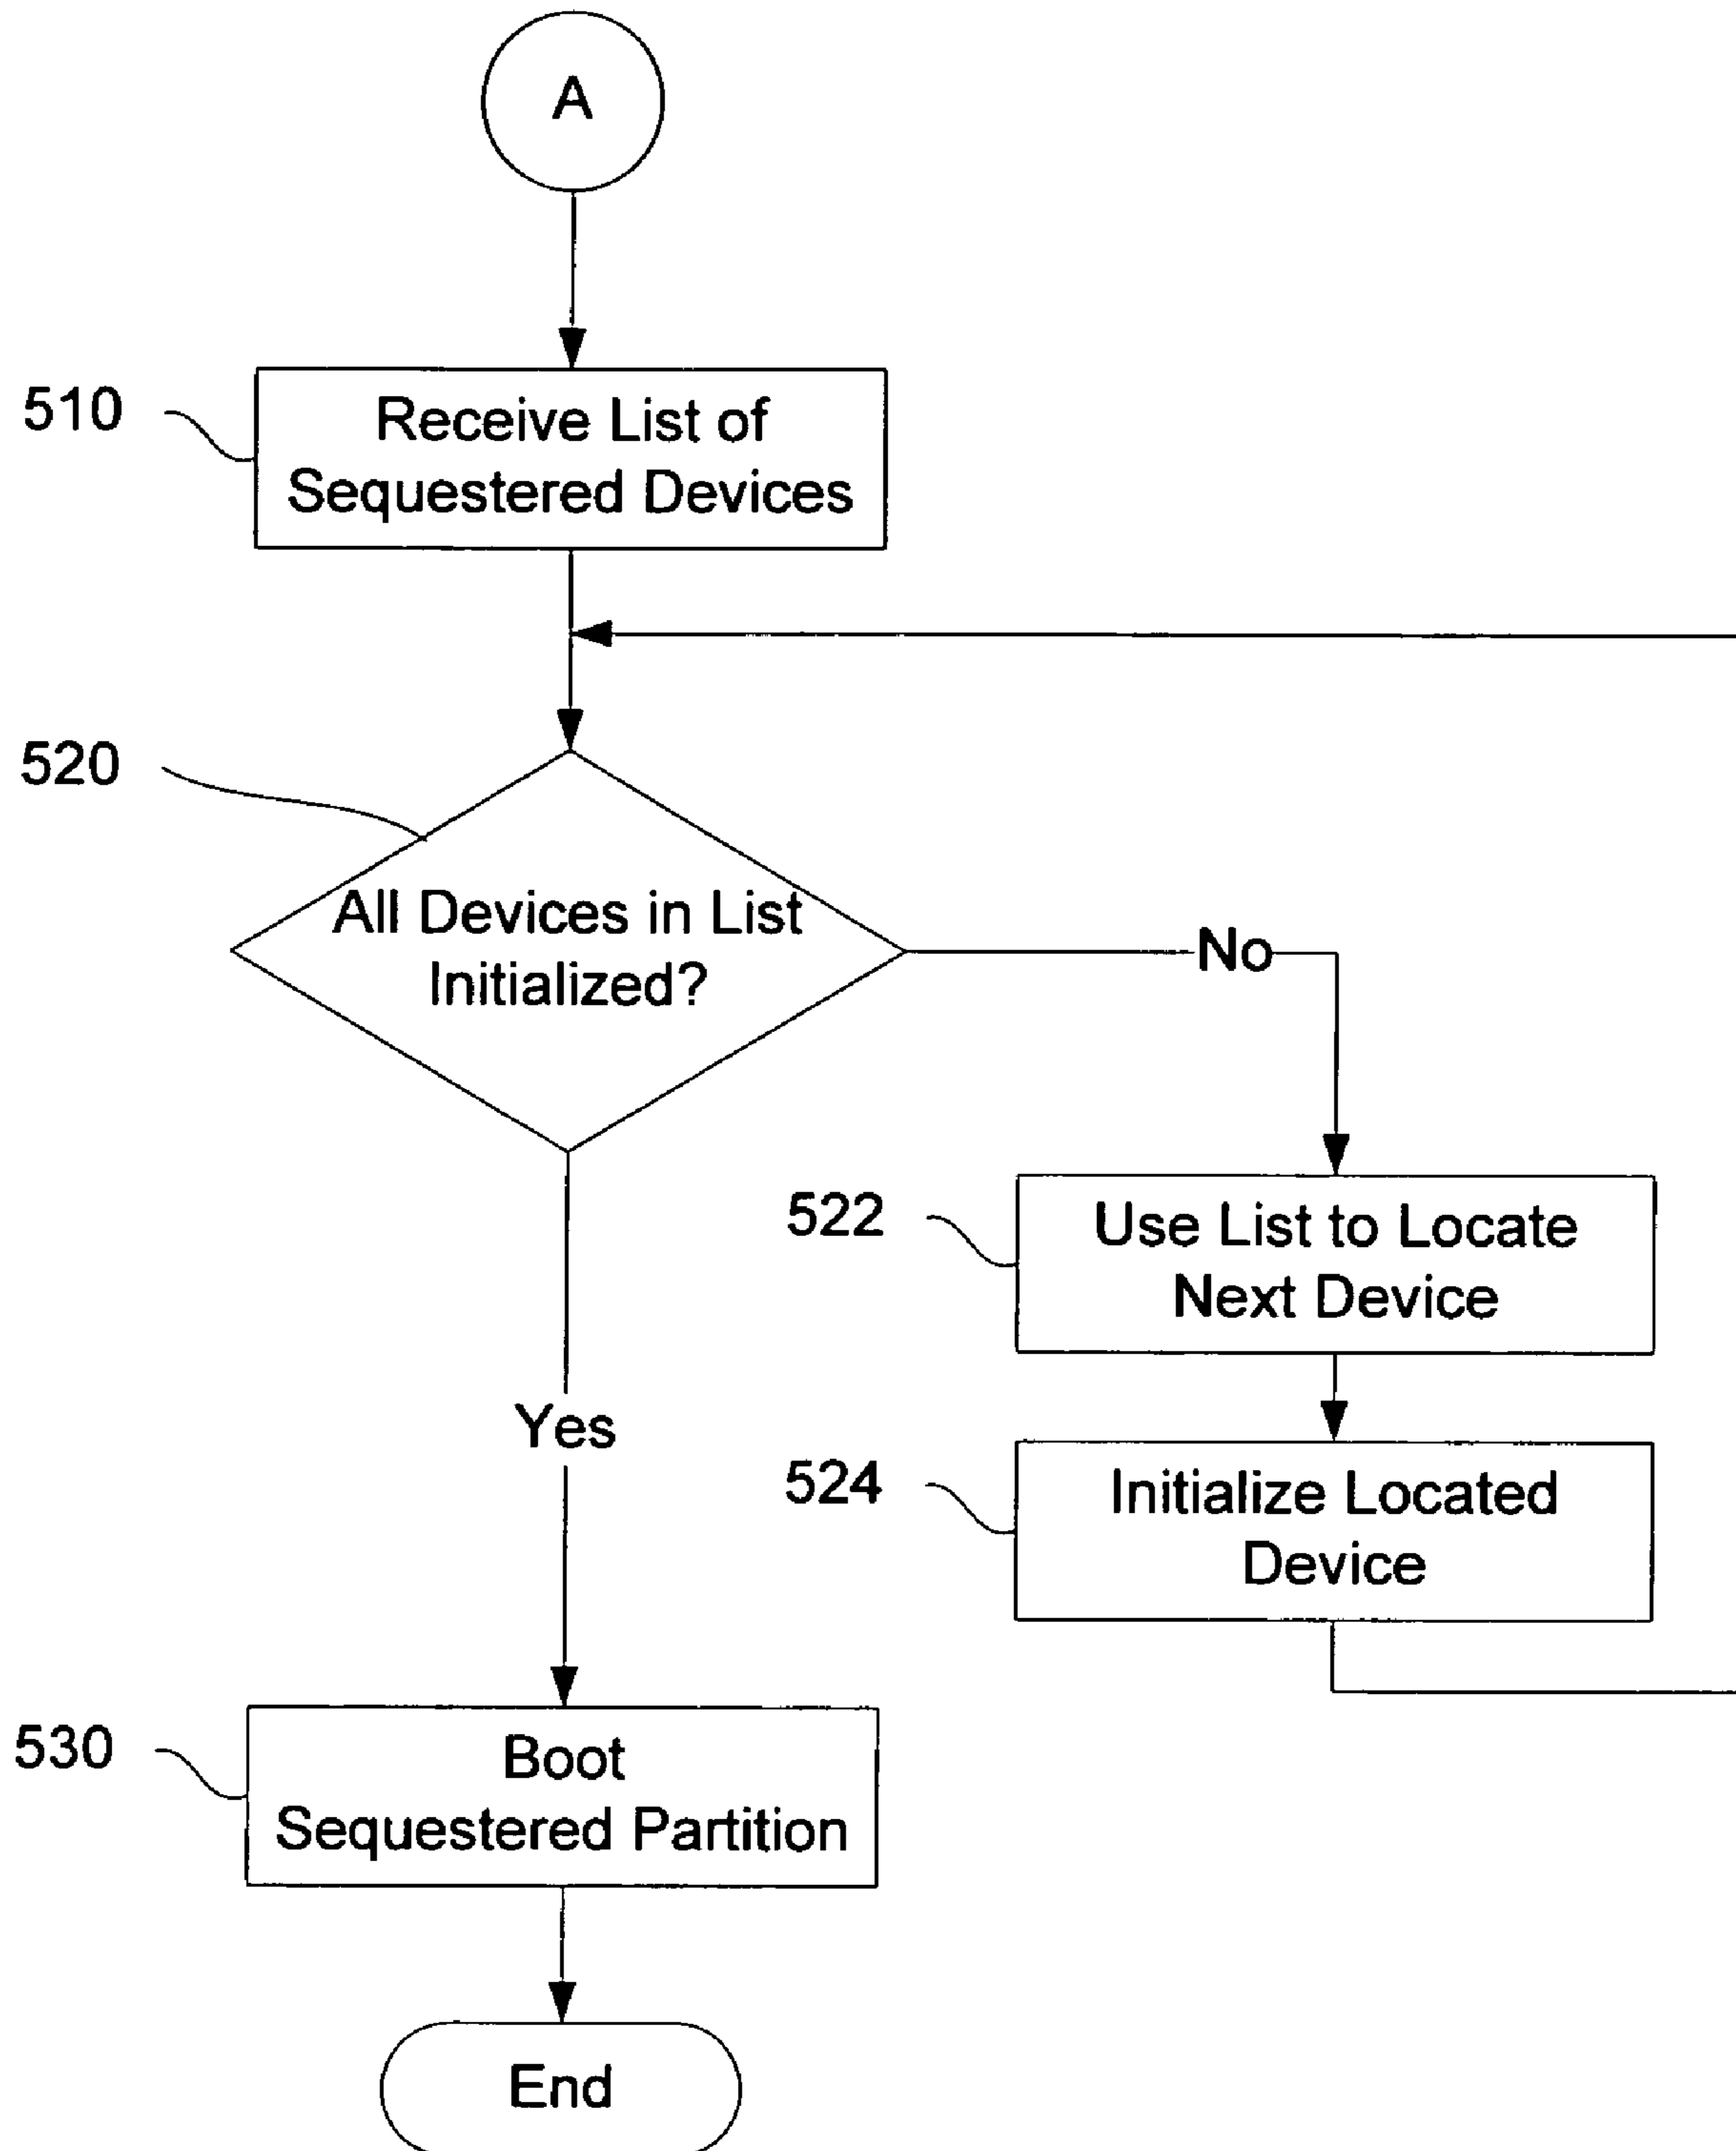 A
510
Receive List of
Sequestered Devices
520
All Devices in List
Initialized?
No
522
Use List to Locate
Next Device
Yes
524
Initialize Located
Device
530
Boot
Sequestered Partition
End